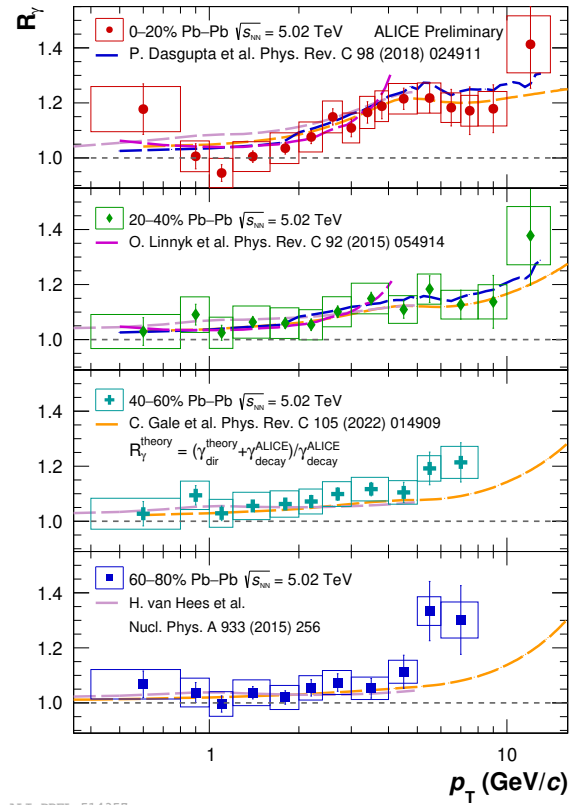 R_γ
0–20% Pb–Pb √s_NN = 5.02 TeV ALICE Preliminary
P. Dasgupta et al. Phys. Rev. C 98 (2018) 024911
1.4
1.2
1.0
20–40% Pb–Pb √s_NN = 5.02 TeV
O. Linnyk et al. Phys. Rev. C 92 (2015) 054914
1.4
1.2
1.0
40–60% Pb–Pb √s_NN = 5.02 TeV
C. Gale et al. Phys. Rev. C 105 (2022) 014909
R_γ^theory = (γ_dir^theory+γ_decay^ALICE)/γ_decay^ALICE
1.4
1.2
1.0
60–80% Pb–Pb √s_NN = 5.02 TeV
H. van Hees et al.
Nucl. Phys. A 933 (2015) 256
1.4
1.2
1.0
1 10
p_T (GeV/c)